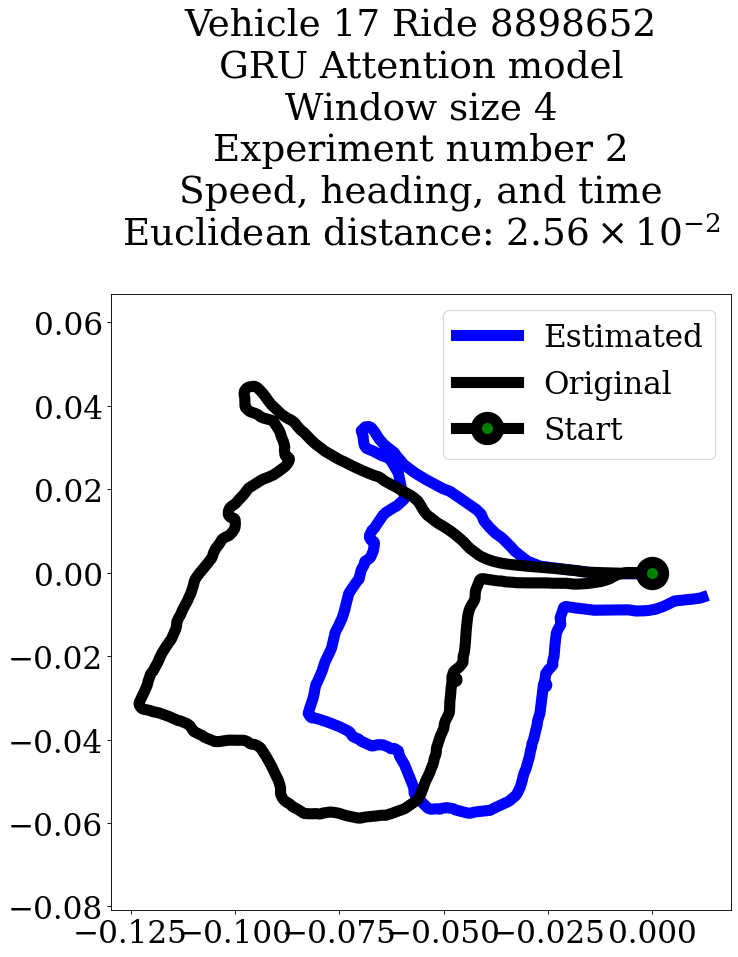 Vehicle 17 Ride 8898652
GRU Attention model
Window size 4
Experiment number 2
Speed, heading, and time
Euclidean distance: $2.56 \times 10^{-2}$
Estimated
Original
Start
0.06
0.04
0.02
0.00
−0.02
−0.04
−0.06
−0.08
−0.125
−0.100
−0.075
−0.050
−0.025
0.000